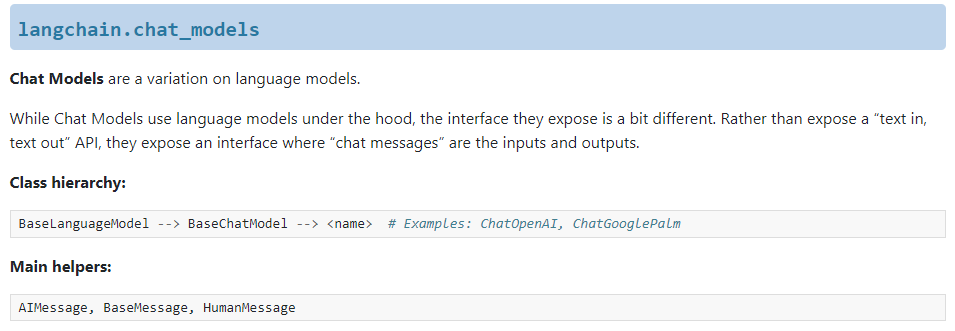 langchain.chat_models
Chat Models are a variation on language models.
While Chat Models use language models under the hood, the interface they expose is a bit different. Rather than expose a “text in,
text out” API, they expose an interface where “chat messages” are the inputs and outputs.
Class hierarchy:
BaseLanguageModel --> BaseChatModel --> <name>  # Examples: ChatOpenAI, ChatGooglePalm
Main helpers:
AIMessage, BaseMessage, HumanMessage